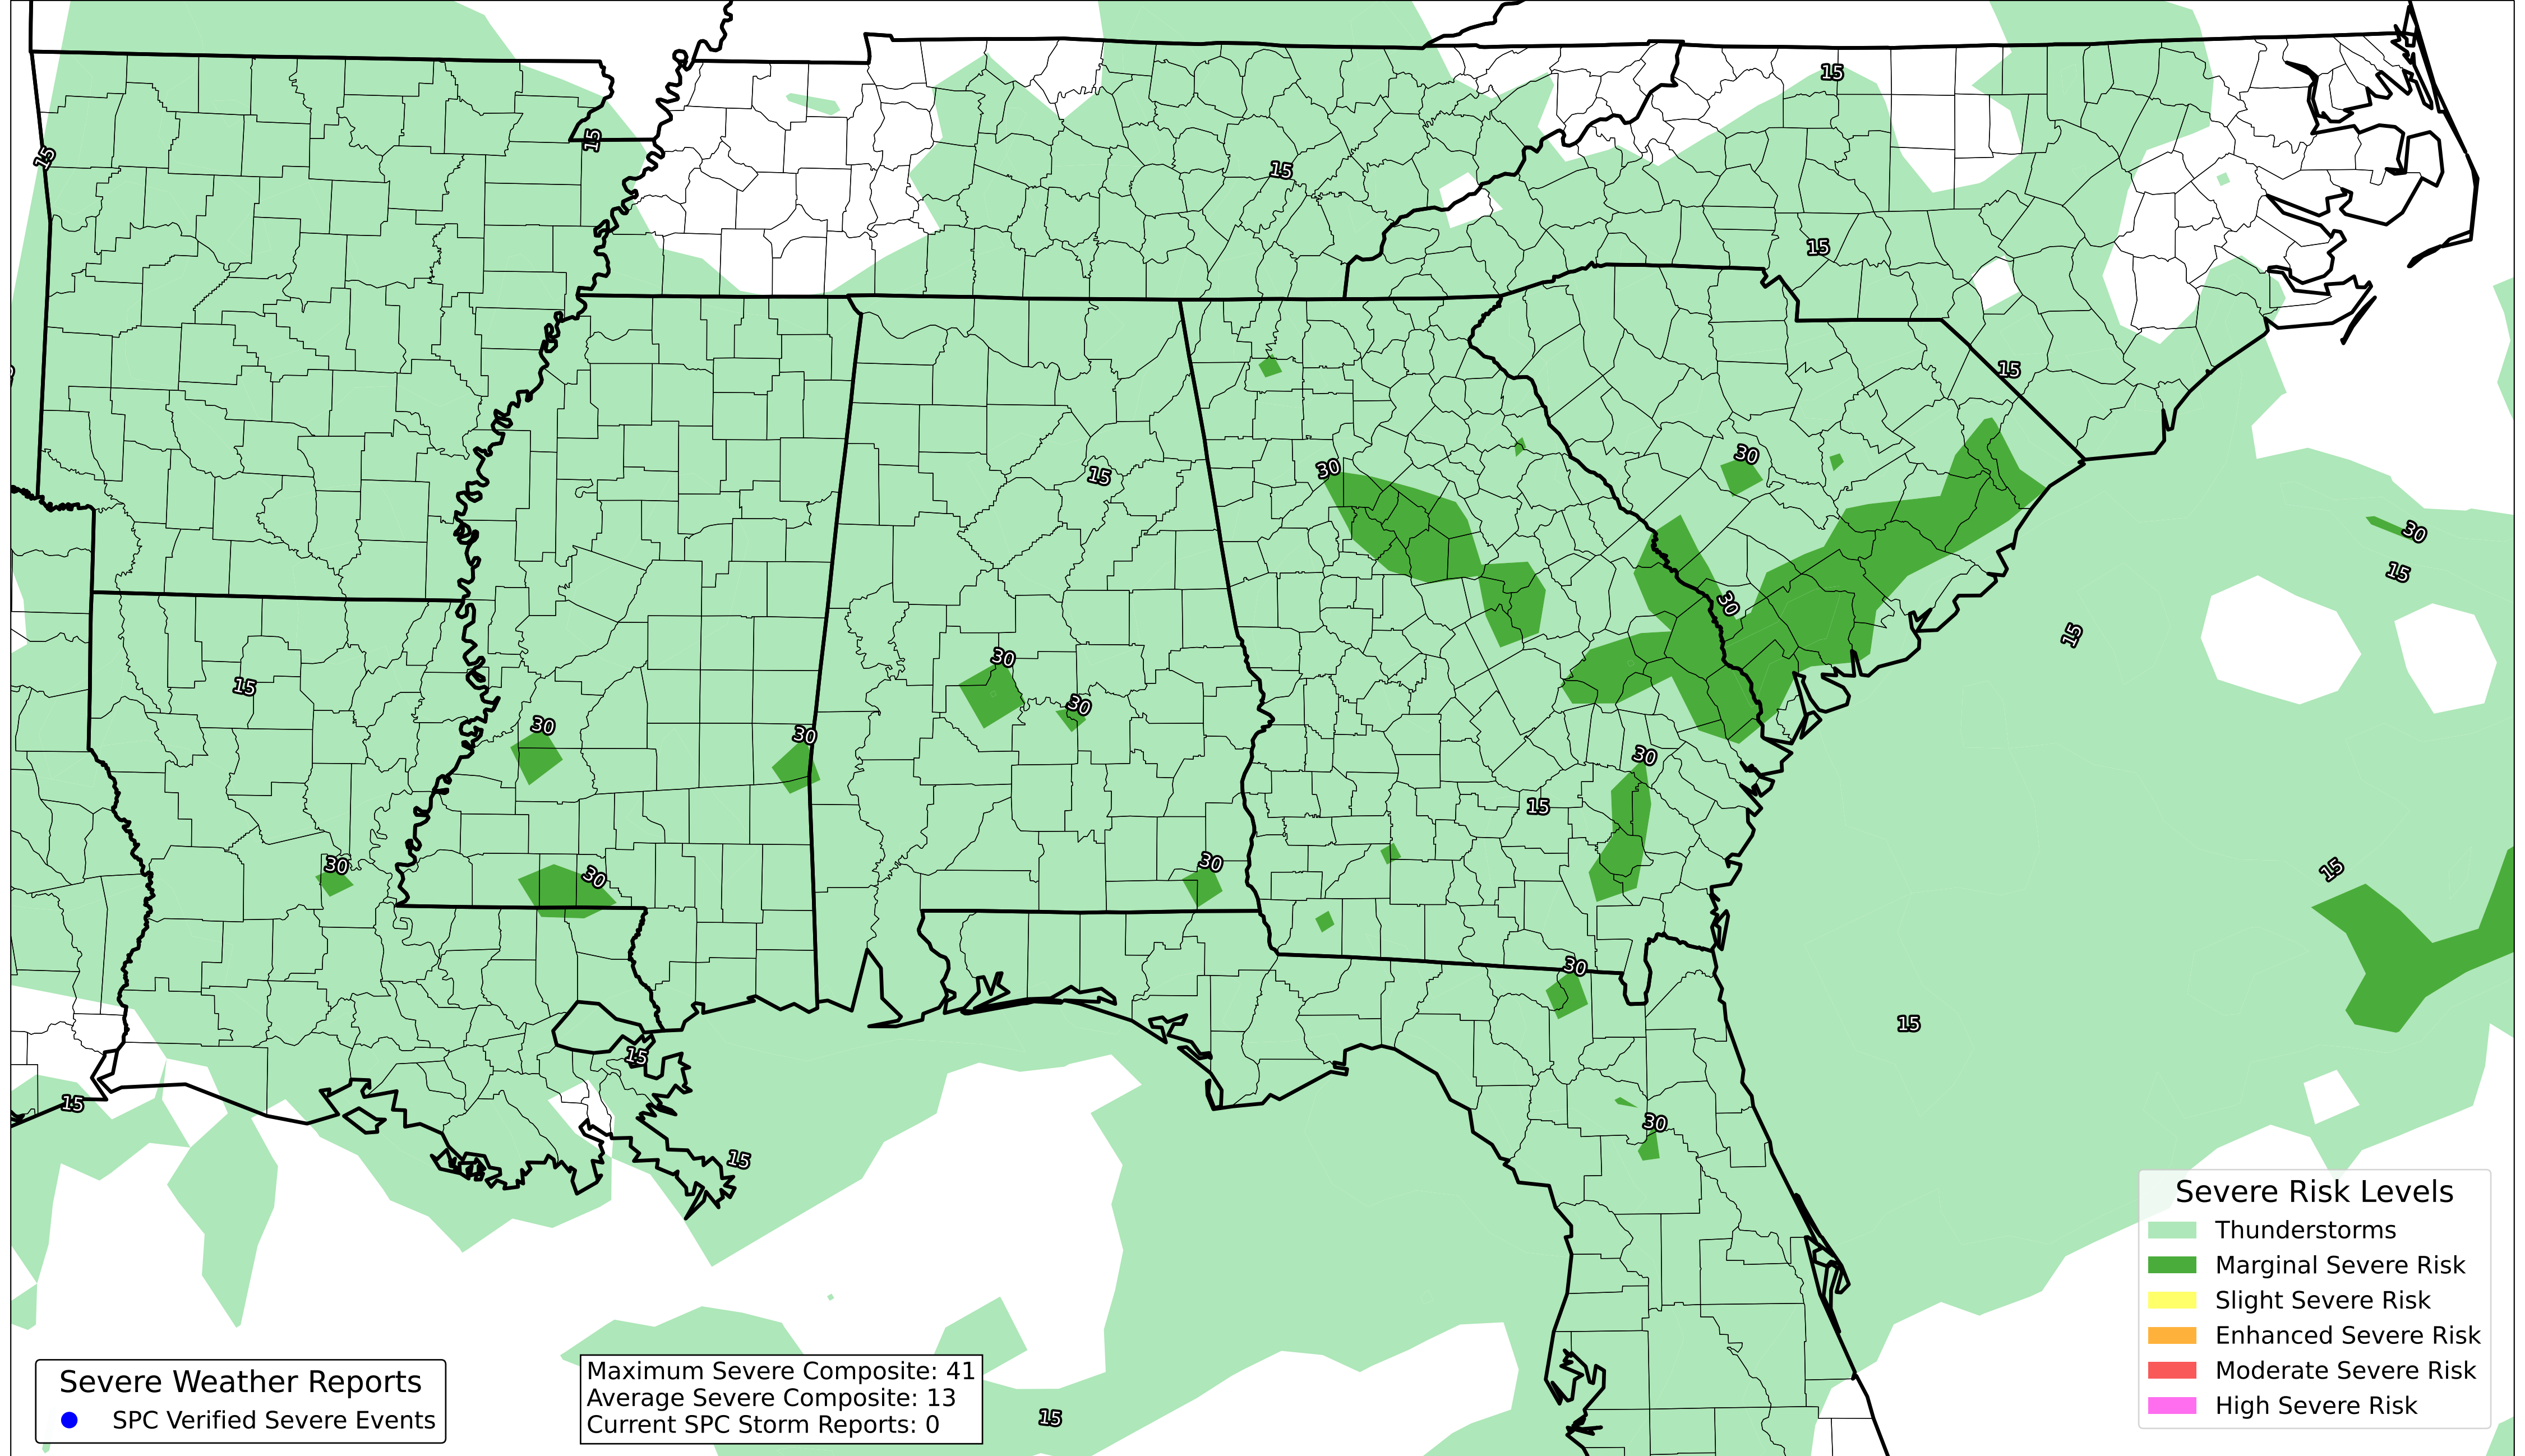 15
15
15
15
15
15
30
30
15
30
15
30
15
30
15
30
30
30
30
15
15
30
30
30
15
30
15
15
15
30
15
15
Severe Risk Levels
Thunderstorms
Marginal Severe Risk
Slight Severe Risk
Enhanced Severe Risk
Moderate Severe Risk
High Severe Risk
Severe Weather Reports
SPC Verified Severe Events
Maximum Severe Composite: 41
Average Severe Composite: 13
Current SPC Storm Reports: 0
15